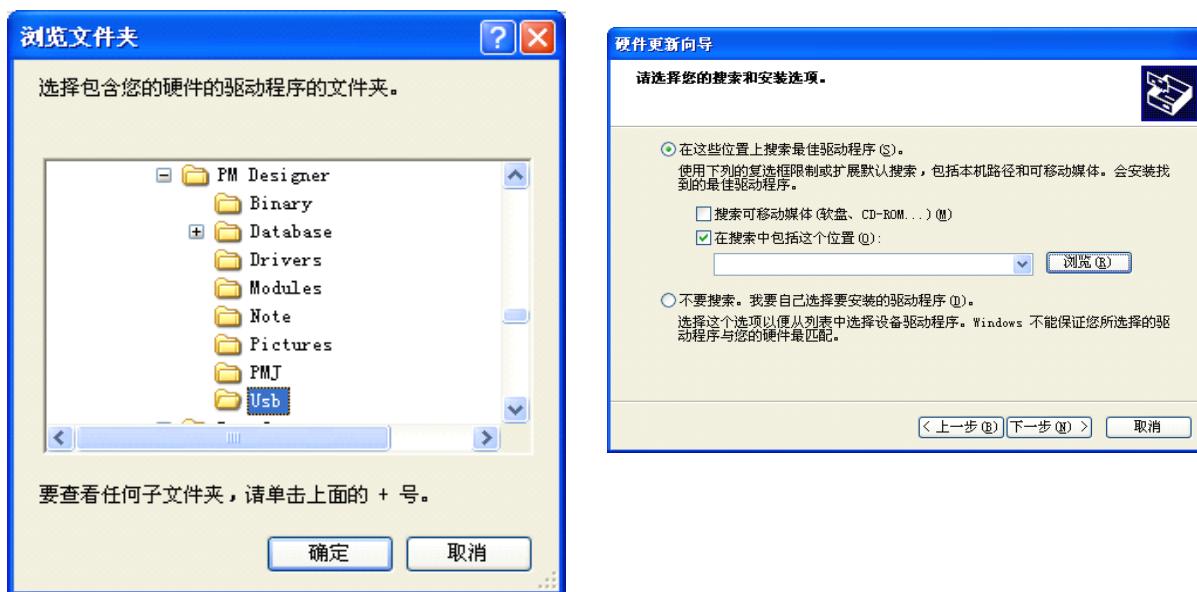 浏览文件夹
选择包含您的硬件的驱动程序的文件夹。
PM Designer
Binary
Database
Drivers
Modules
Note
Pictures
PMJ
Usb
要查看任何子文件夹，请单击上面的 + 号。
确定
取消
硬件更新向导
请选择您的搜索和安装选项。
在这些位置上搜索最佳驱动程序(S)。
使用下列的复选框限制或扩展默认搜索，包括本机路径和可移动媒体。会安装找
到的最佳驱动程序。
搜索可移动媒体(软盘、CD-ROM...)(M)
在搜索中包括这个位置(O):
浏览(R)
不要搜索。我要自己选择要安装的驱动程序(D)。
选择这个选项以便从列表中选择设备驱动程序。Windows 不能保证您所选择的驱
动程序与您的硬件最匹配。
< 上一步(B) 下一步(N) > 取消